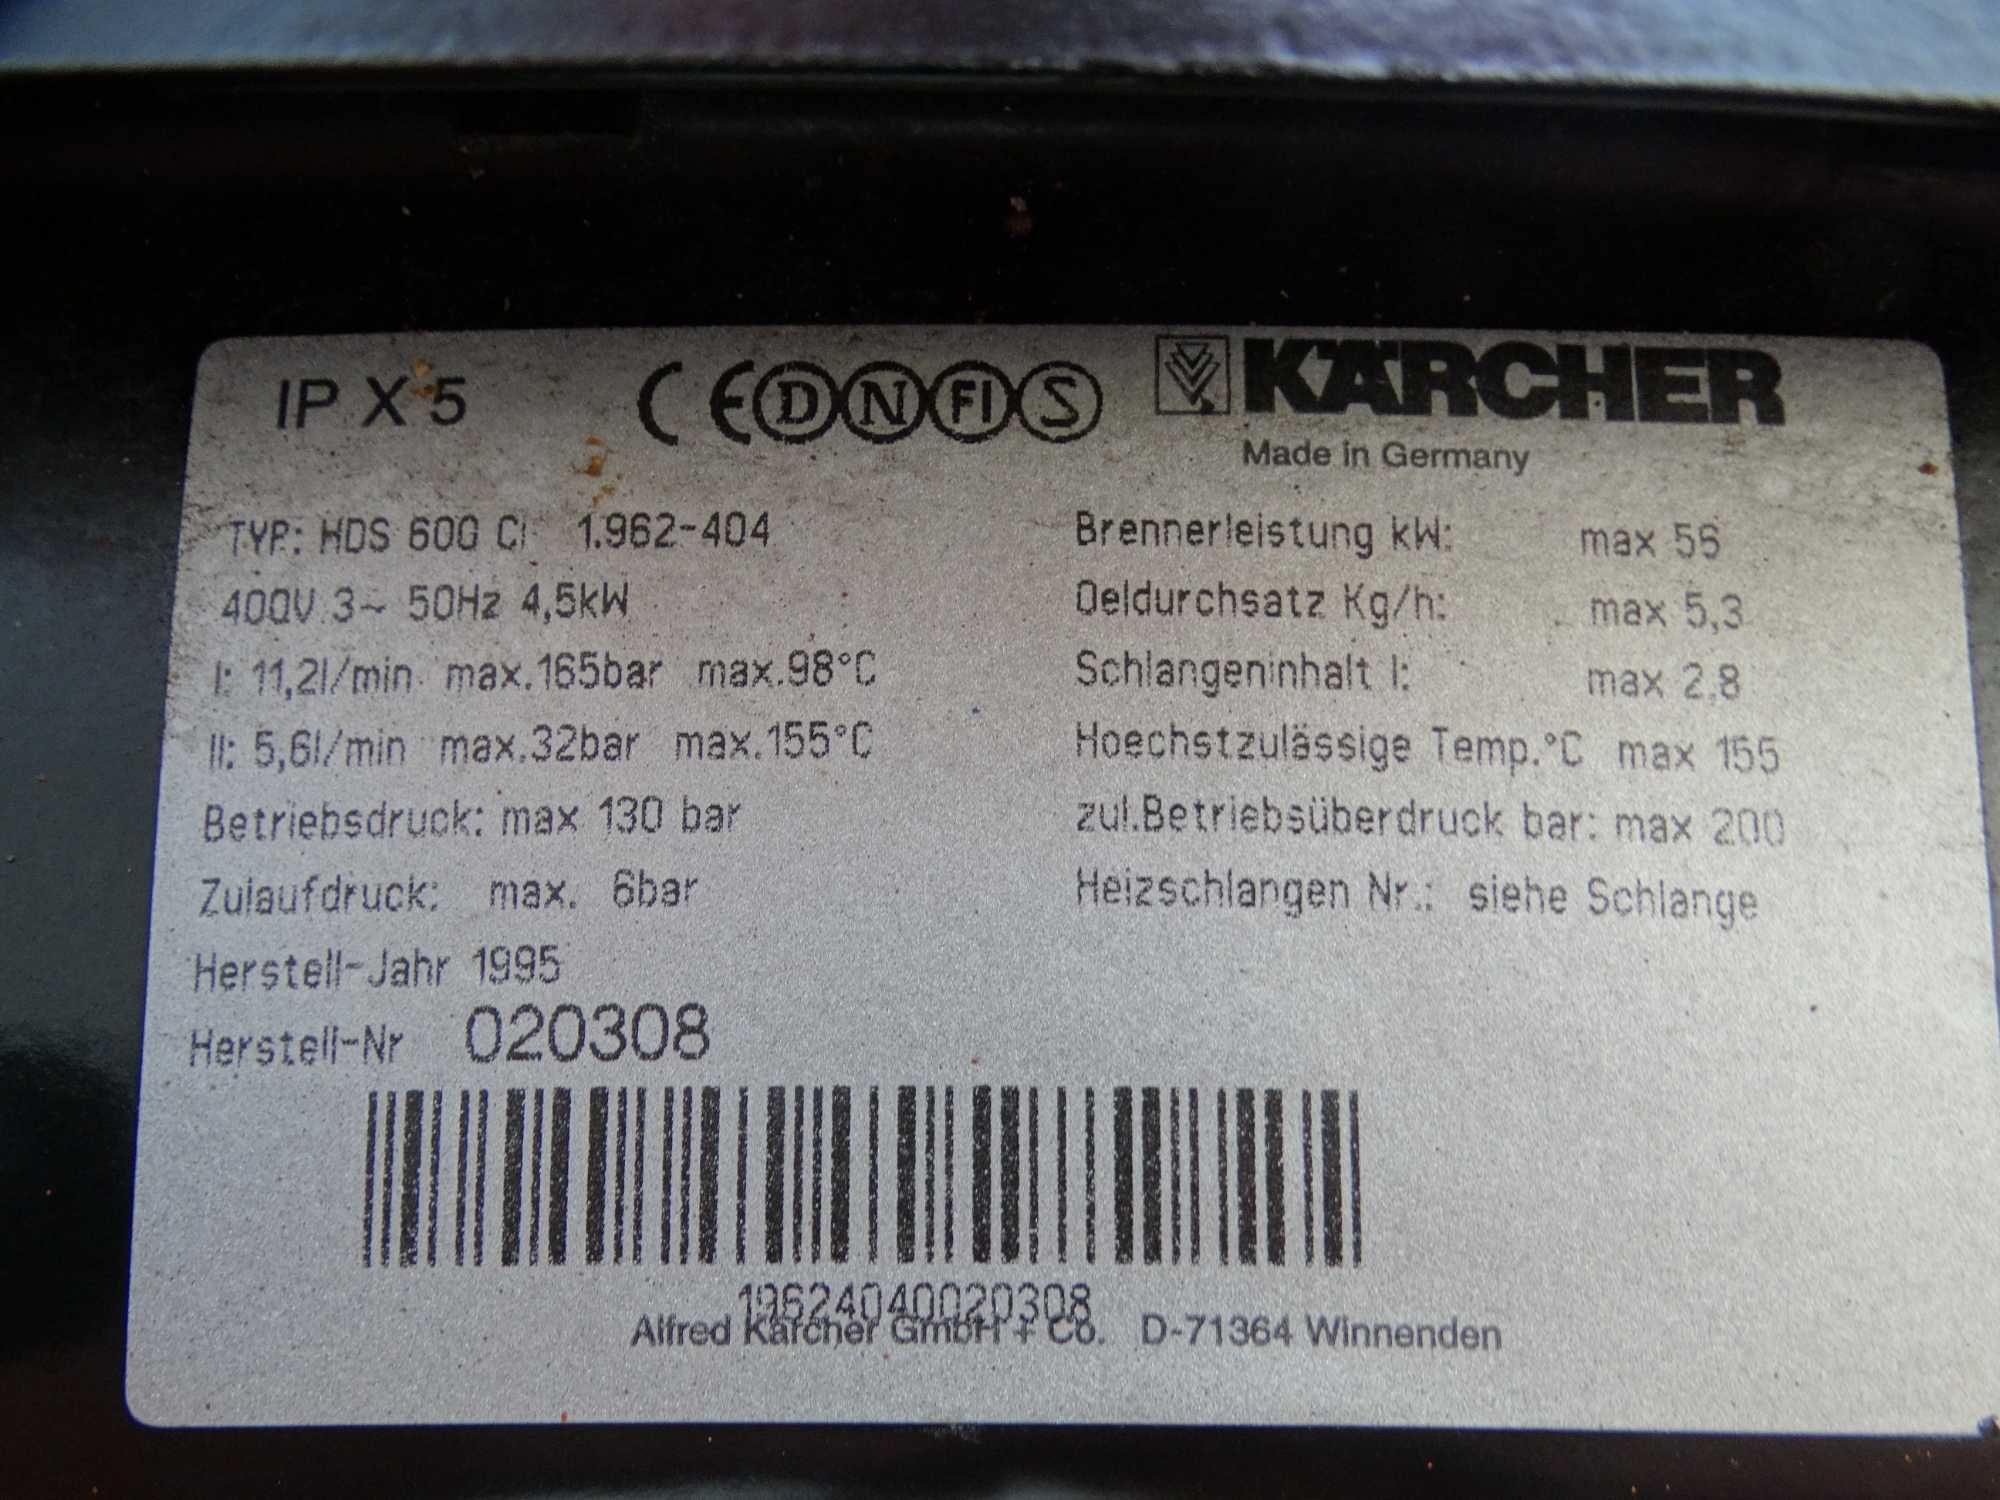 IP X 5
CE D N FI S
KÄRCHER
Made in Germany
TYP: HDS 600 CI 1.962-404
400V 3~ 50Hz 4,5kW
I: 11,2l/min max.165bar max.98°C
II: 5,6l/min max.32bar max.155°C
Betriebsdruck: max 130 bar
Zulaufdruck: max. 6bar
Herstell-Jahr 1995
Herstell-Nr 020308
Brennerleistung kW: max 56
Oeldurchsatz Kg/h: max 5,3
Schlangeninhalt l: max 2,8
Hoechstzulässige Temp.°C max 155
zul.Betriebsüberdruck bar: max 200
Heizschlangen Nr.: siehe Schlange
19624040020308
Alfred Kärcher GmbH + Co. D-71364 Winnenden